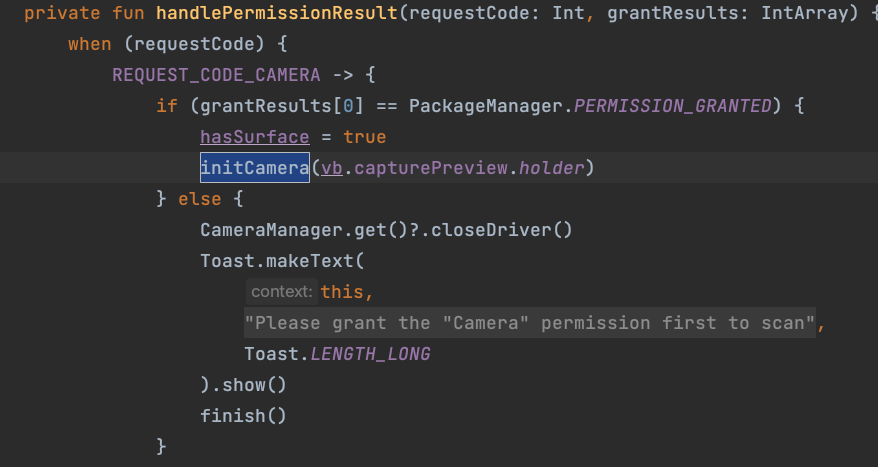 private fun handlePermissionResult(requestCode: Int, grantResults: IntArray) {
when (requestCode) {
REQUEST_CODE_CAMERA -> {
if (grantResults[0] == PackageManager.PERMISSION_GRANTED) {
hasSurface = true
initCamera(vb.capturePreview.holder)
} else {
CameraManager.get()?.closeDriver()
Toast.makeText(
context: this,
"Please grant the "Camera" permission first to scan",
Toast.LENGTH_LONG
).show()
finish()
}